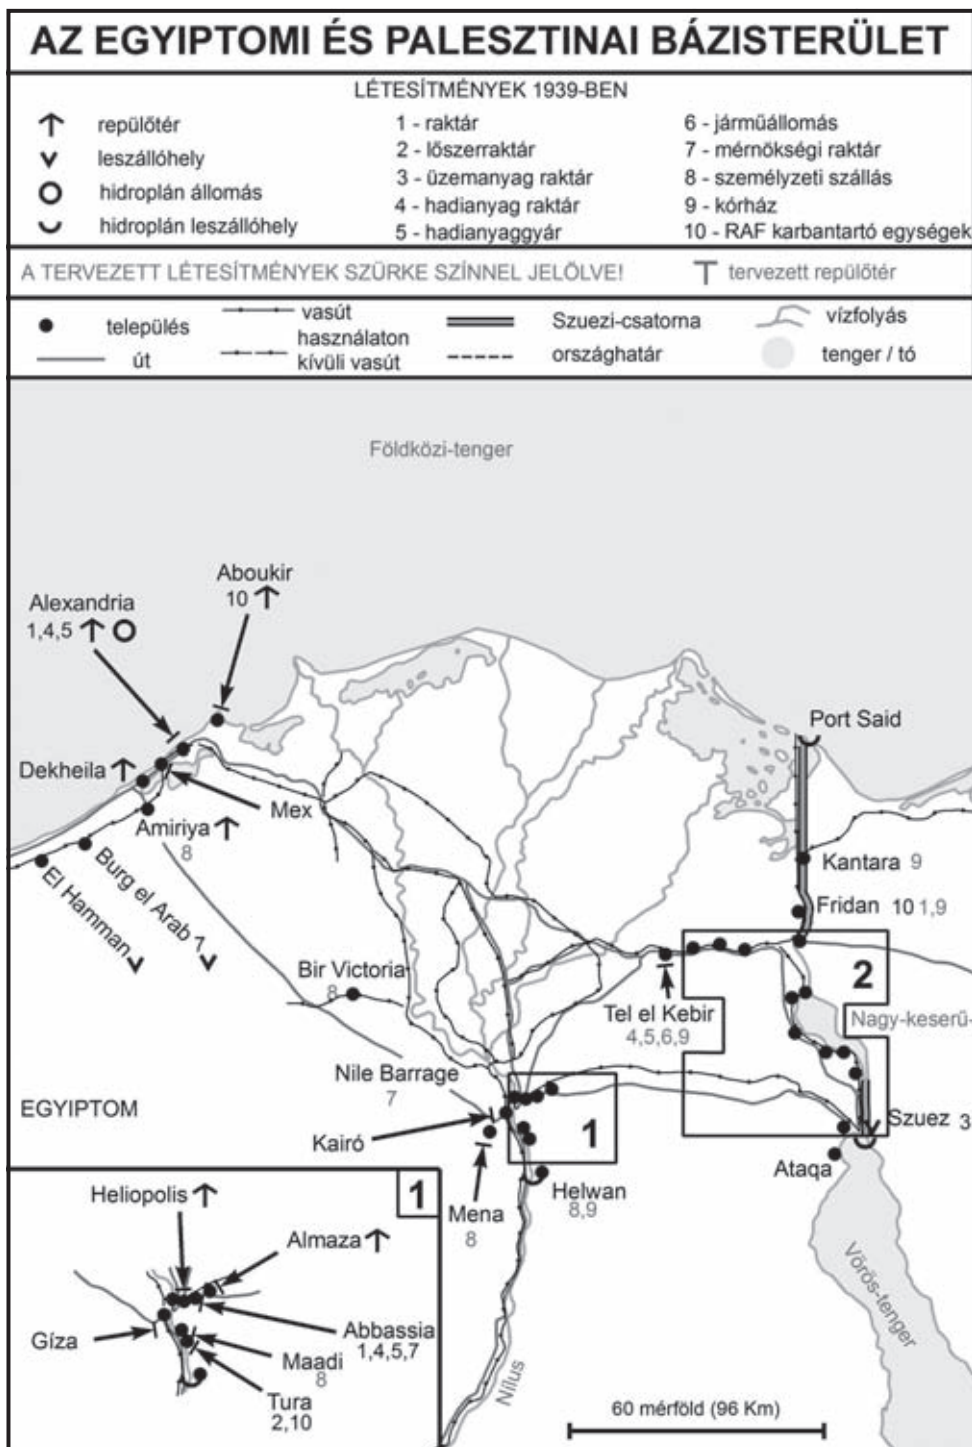 AZ EGYIPTOMI ÉS PALESZTINAI BÁZISTERÜLET
LÉTESÍTMÉNYEK 1939-BEN
repülőtér
leszállóhely
hidroplán állomás
hidroplán leszállóhely
1 - raktár
2 - lőszerraktár
3 - üzemanyag raktár
4 - hadianyag raktár
5 - hadianyaggyár
6 - járműállomás
7 - mérnökségi raktár
8 - személyzeti szállás
9 - kórház
10 - RAF karbantartó egységek
A TERVEZETT LÉTESÍTMÉNYEK SZÜRKE SZÍNNEL JELÖLVE!
tervezett repülőtér
település
út
vasút
használaton
kívüli vasút
Szuezi-csatorna
országhatár
vízfolyás
tenger / tó
Földközi-tenger
Aboukir
10
Alexandria
1,4,5
Port Said
Dekheila
Mex
Amiriya
8
Kantara 9
Burg el Arab
El Hamman
Fridan 10 1,9
2
Bir Victoria
8
Tel el Kebir
4,5,6,9
Nagy-keserű-
Nile Barrage
7
EGYIPTOM
Kairó
1
Szuez 3
Ataqa
Helwan
8,9
Mena
8
1
Heliopolis
Almaza
Gíza
Abbassia
1,4,5,7
Maadi
8
Tura
2,10
Nílus
Vörös-tenger
60 mérföld (96 Km)